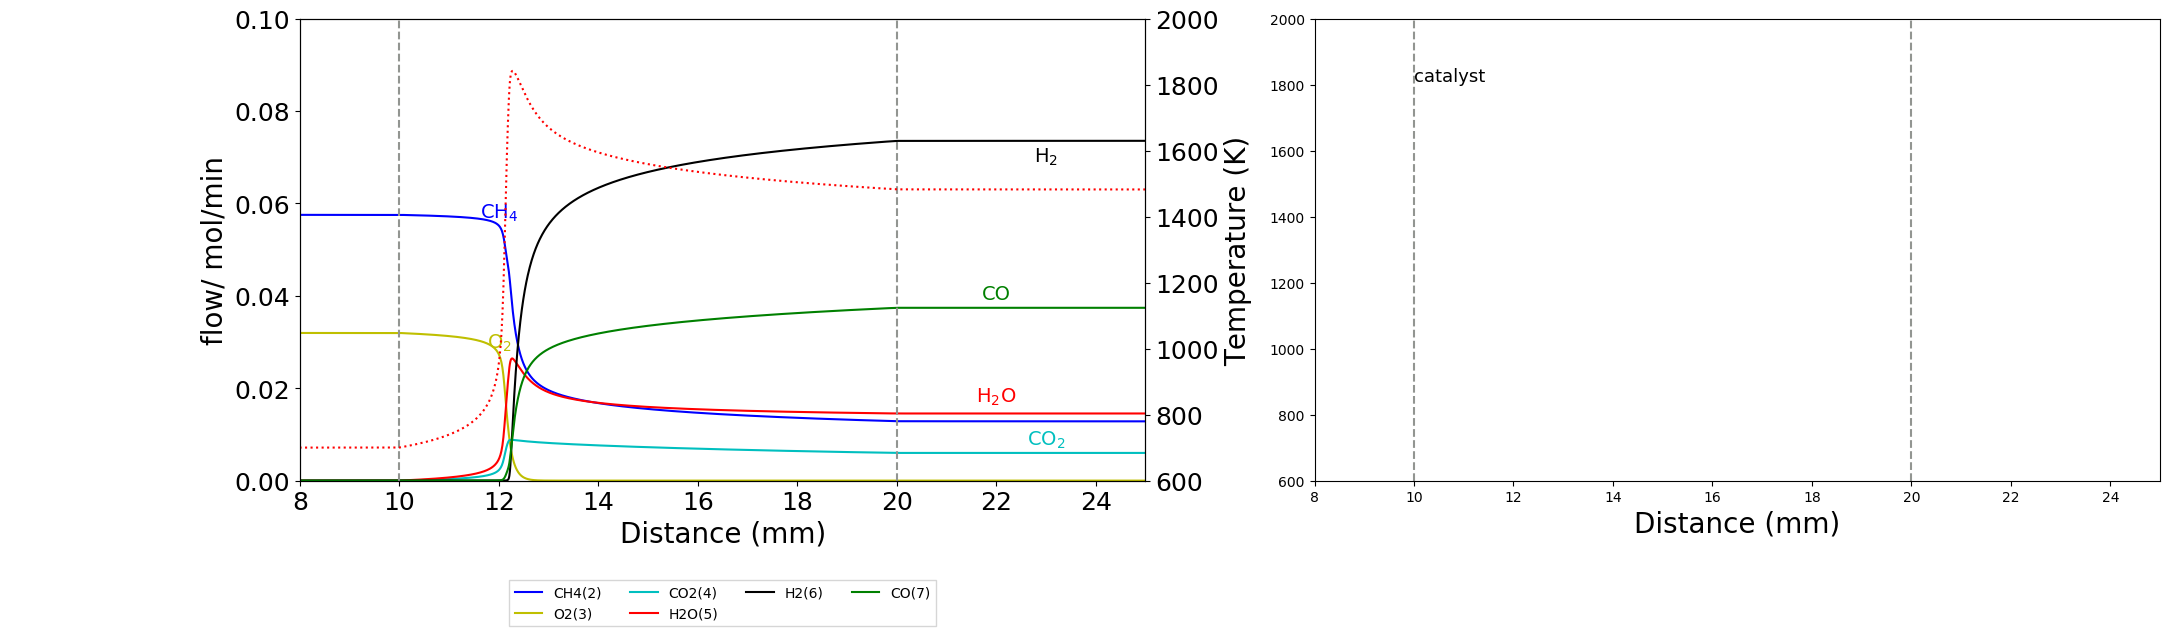 flow/ mol/min
0.10
0.08
0.06
0.04
0.02
0.00
CH₄
O₂
H₂
CO
H₂O
CO₂
2000
1800
1600
1400
1200
1000
800
600
8 10 12 14 16 18 20 22 24
Distance (mm)
Temperature (K)
CH4(2) CO2(4) H2(6) CO(7)
O2(3) H2O(5)
2000
1800
1600
1400
1200
1000
800
600
catalyst
8 10 12 14 16 18 20 22 24
Distance (mm)